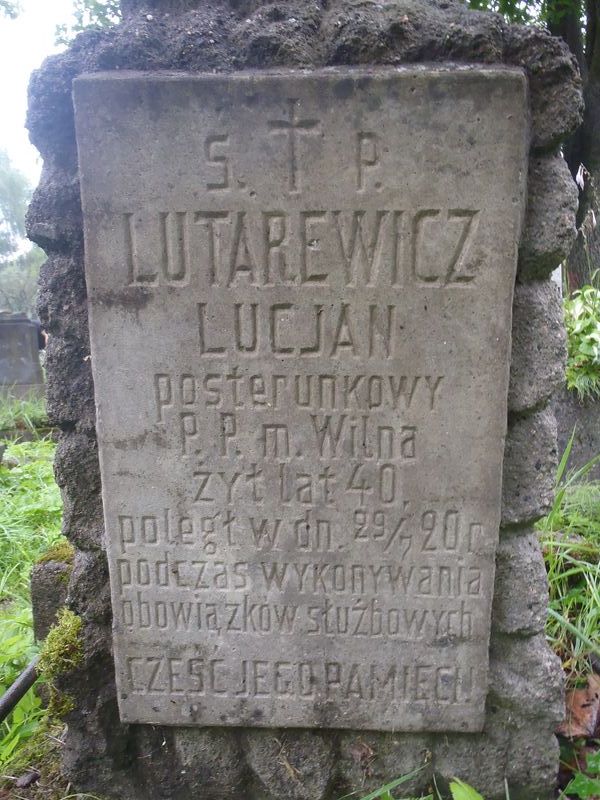 Ś. P.
LUTAREWICZ
LUCJAN
posterunkowy
P. P. m. Wilna
żył lat 40,
poległ w dn. 29/7 20 r.
podczas wykonywania
obowiązków służbowych
CZEŚĆ JEGO PAMIĘCI